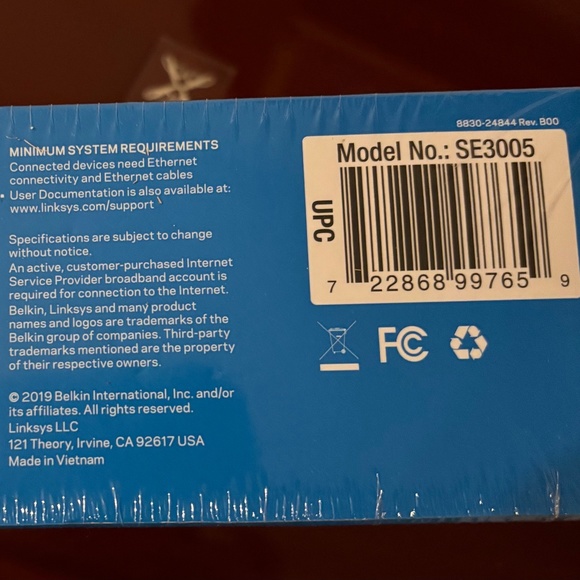 8830-24844 Rev. B00
MINIMUM SYSTEM REQUIREMENTS
Connected devices need Ethernet
connectivity and Ethernet cables
• User Documentation is also available at:
www.linksys.com/support
Specifications are subject to change
without notice.
An active, customer-purchased Internet
Service Provider broadband account is
required for connection to the Internet.
Belkin, Linksys and many product
names and logos are trademarks of the
Belkin group of companies. Third-party
trademarks mentioned are the property
of their respective owners.
© 2019 Belkin International, Inc. and/or
its affiliates. All rights reserved.
Linksys LLC
121 Theory, Irvine, CA 92617 USA
Made in Vietnam
Model No.: SE3005
UPC
7 22868 99765 9
FC